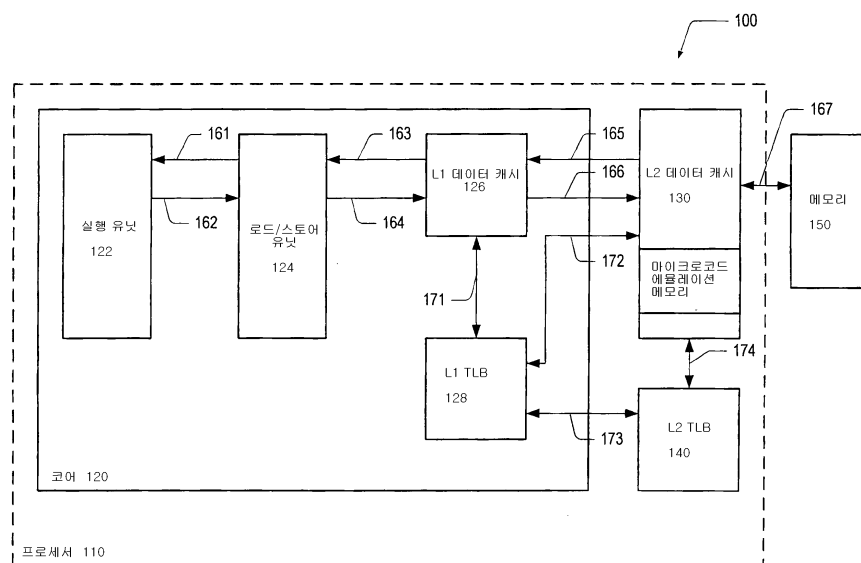 100
161
163
165
167
실행 유닛
122
로드/스토어
유닛
124
L1 데이터 캐시
126
L2 데이터 캐시
130
메모리
150
162
164
166
172
마이크로코드
에뮬레이션
메모리
171
174
L1 TLB
128
173
L2 TLB
140
코어 120
프로세서 110